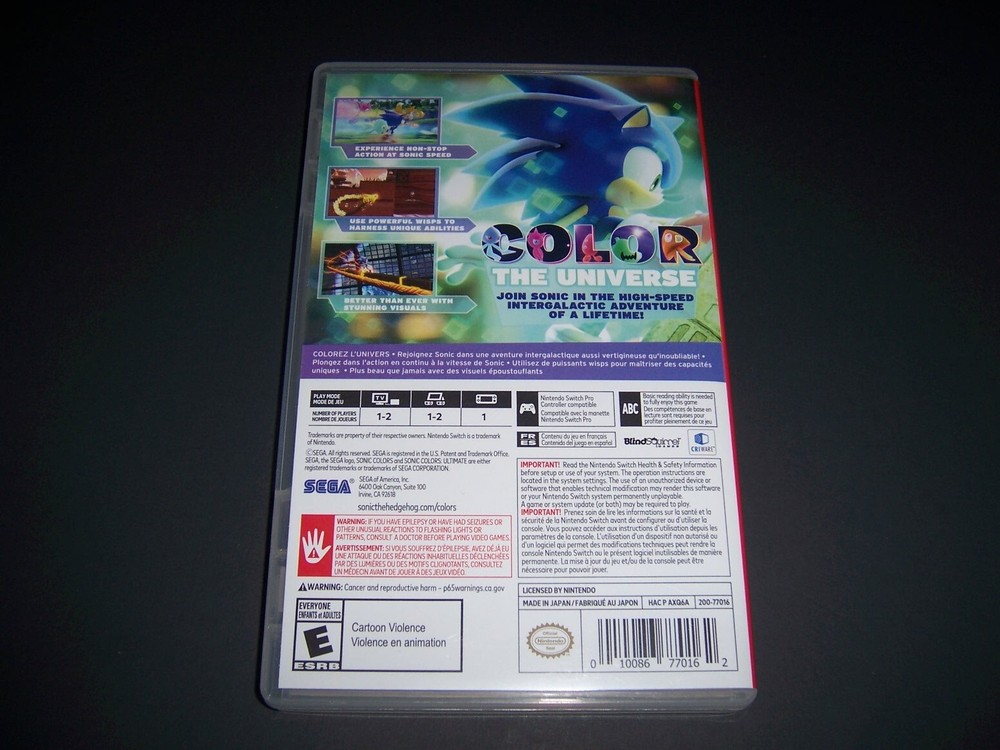 EXPERIENCE NON-STOP
ACTION AT SONIC SPEED
USE POWERFUL WISPS TO
HARNESS UNIQUE ABILITIES
BETTER THAN EVER WITH
STUNNING VISUALS
COLOR
THE UNIVERSE
JOIN SONIC IN THE HIGH-SPEED
INTERGALACTIC ADVENTURE
OF A LIFETIME!
COLOREZ L'UNIVERS • Rejoignez Sonic dans une aventure intergalactique aussi vertigineuse qu'inoubliable! •
Plongez dans l'action en continu à la vitesse de Sonic • Utilisez de puissants wisps pour maîtriser des capacités
uniques • Plus beau que jamais avec des visuels époustouflants
PLAY MODE
MODE DE JEU
TV
NUMBER OF PLAYERS
NOMBRE DE JOUEURS
1-2
1-2
1
Nintendo Switch Pro
Controller compatible
Compatible avec la manette
Nintendo Switch Pro
ABC
Basic reading ability is needed
to fully enjoy this game
Des compétences de base en
lecture sont requises pour
profiter pleinement de ce jeu
FR
ES
Contenu du jeu en français
Contenido del juego en español
BlindSquirrel
GAMES
CRIWARE
Trademarks are property of their respective owners. Nintendo Switch is a trademark
of Nintendo.
©SEGA. All rights reserved. SEGA is registered in the U.S. Patent and Trademark Office.
SEGA, the SEGA logo, SONIC COLORS and SONIC COLORS: ULTIMATE are either
registered trademarks or trademarks of SEGA CORPORATION.
SEGA®
SEGA of America, Inc.
6400 Oak Canyon, Suite 100
Irvine, CA 92618
sonicthehedgehog.com/colors
WARNING: IF YOU HAVE EPILEPSY OR HAVE HAD SEIZURES OR
OTHER UNUSUAL REACTIONS TO FLASHING LIGHTS OR
PATTERNS, CONSULT A DOCTOR BEFORE PLAYING VIDEO GAMES.
AVERTISSEMENT: SI VOUS SOUFFREZ D'ÉPILEPSIE, AVEZ DÉJÀ EU
UNE ATTAQUE OU DES RÉACTIONS INHABITUELLES DÉCLENCHÉES
PAR DES LUMIÈRES OU DES MOTIFS CLIGNOTANTS, CONSULTEZ
UN MÉDECIN AVANT DE JOUER À DES JEUX VIDÉO.
WARNING: Cancer and reproductive harm – p65warnings.ca.gov
IMPORTANT! Read the Nintendo Switch Health & Safety Information
before setup or use of your system. The operation instructions are
located in the system settings. The use of an unauthorized device or
software that enables technical modification may render this software
or your Nintendo Switch system permanently unplayable.
A game or system update (or both) may be required to play.
IMPORTANT! Prenez soin de lire les informations sur la santé et la
sécurité de la Nintendo Switch avant de configurer ou d'utiliser la
console. Vous pouvez accéder aux instructions d'utilisation depuis les
paramètres de la console. L'utilisation d'un dispositif non autorisé ou
d'un logiciel qui permet des modifications techniques peut rendre la
console Nintendo Switch ou le présent logiciel inutilisables de manière
permanente. La mise à jour du jeu et/ou de la console peut être
nécessaire pour pouvoir jouer.
EVERYONE
ENFANTS et ADULTES
E
ESRB
Cartoon Violence
Violence en animation
LICENSED BY NINTENDO
MADE IN JAPAN/FABRIQUÉ AU JAPON
HAC P AXQ6A
200-77016
Official
Nintendo
Seal
0 10086 77016 2